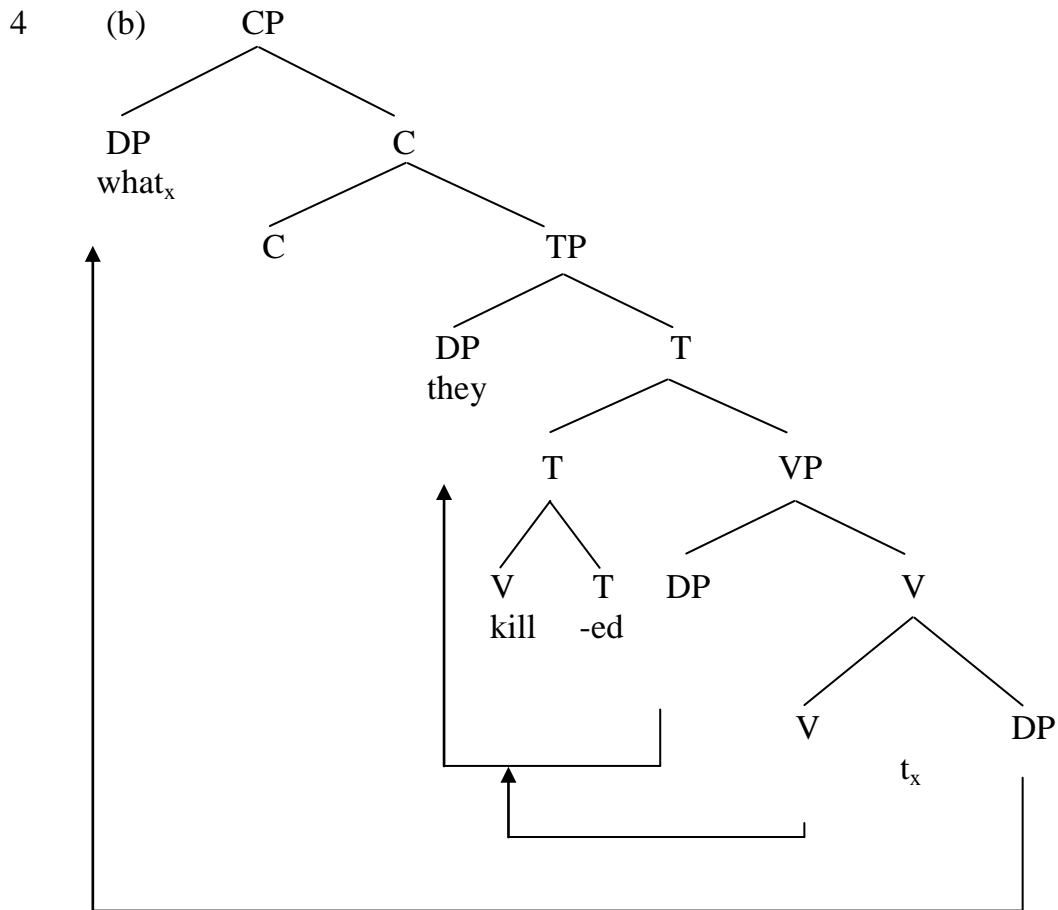 4 (b) CP
DP C
what_x
C TP
DP T
they
T VP
V T DP V
kill -ed
V DP
t_x